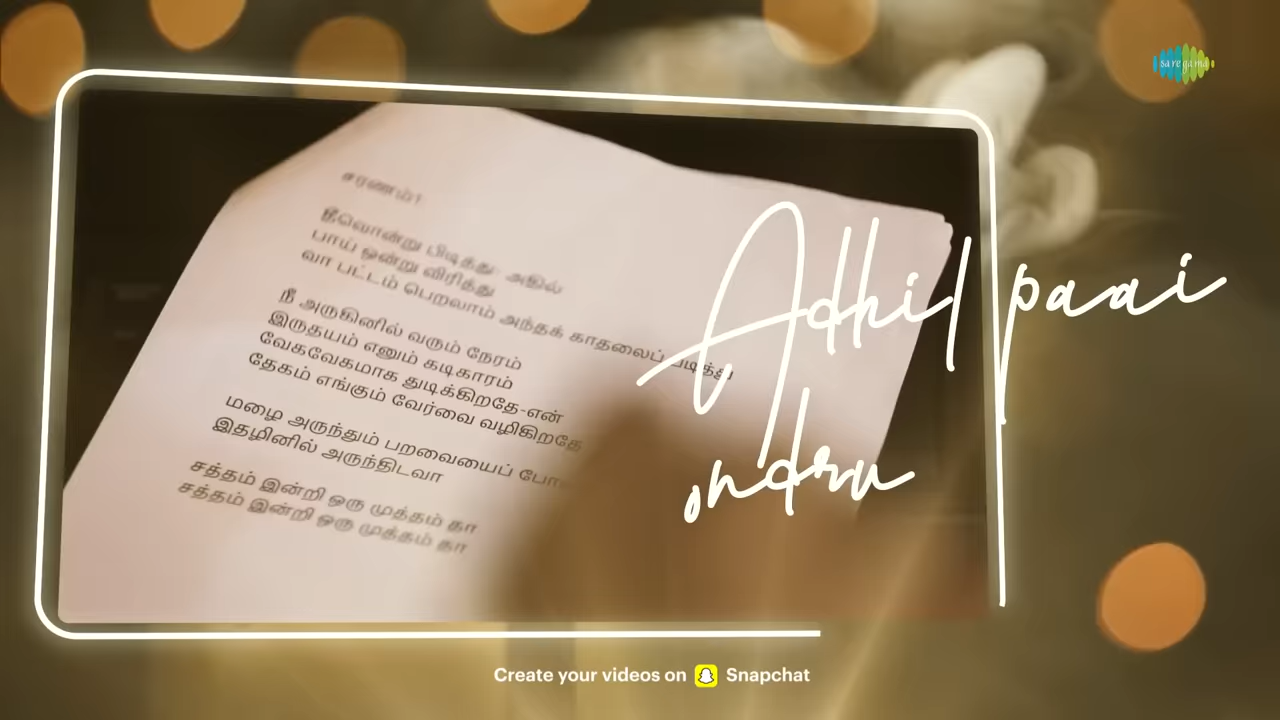 saregama
சரணம்1
தீவொன்று பிடித்து- அதில்
பாய் ஒன்று விரித்து
வா பட்டம் பெறலாம் அந்தக் காதலைப் படித்து
நீ அருகினில் வரும் நேரம்
இருதயம் எனும் கடிகாரம்
வேகவேகமாக துடிக்கிறதே-என்
தேகம் எங்கும் வேர்வை வழிகிறதே
மழை அருந்தும் பறவையைப்
இதழினில் அருந்திடவா
சத்தம் இன்றி ஒரு முத்தம் தா
சத்தம் இன்றி ஒரு முத்தம் தா
Adhil paai
ondru
Create your videos on Snapchat